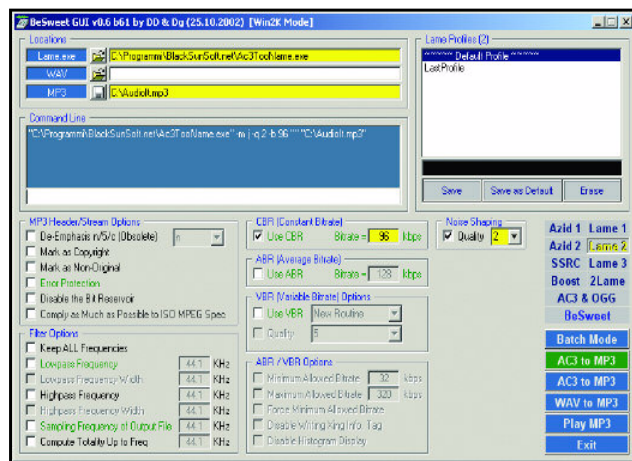 BeSweet GUI v0.6 b61 by DD & Dg (25.10.2002) [Win2K Mode]
Locations
Lame.exe C:\Programmi\BlackSunSoft.net\Ac3TooName.exe
WAV
MP3 C:\AudioIt.mp3
Command Line
"C:\Programmi\BlackSunSoft.net\Ac3TooName.exe" -m j -q 2 -b 96 "" "C:\AudioIt.mp3"
Lame Profiles (2)
Default Profile
LastProfile
Save Save as Default Erase
MP3 Header/Stream Options
De-Emphasis n/5/c (Obsolete) n
Mark as Copyright
Mark as Non-Original
Error Protection
Disable the Bit Reservoir
Comply as Much as Possible to ISO MPEG Spec
Filter Options
Keep ALL Frequencies
Lowpass Frequency 44.1 KHz
Lowpass Frequency Width 44.1 KHz
Highpass Frequency 44.1 KHz
Highpass Frequency Width 44.1 KHz
Sampling Frequency of Output File 44.1 KHz
Compute Totality Up to Freq 44.1 KHz
CBR (Constant Bitrate)
Use CBR Bitrate = 96 kbps
ABR (Average Bitrate)
Use ABR Bitrate = 128 kbps
VBR (Variable Bitrate) Options
Use VBR New Routine
Quality 5
ABR / VBR Options
Minimum Allowed Bitrate 32 kbps
Maximum Allowed Bitrate 320 kbps
Force Minimum Allowed Bitrate
Disable Writing Xing Info. Tag
Disable Histogram Display
Noise Shaping
Quality 2
Azid 1 Lame 1
Azid 2 Lame 2
SSRC Lame 3
Boost 2Lame
AC3 & OGG
BeSweet
Batch Mode
AC3 to MP3
AC3 to MP3
WAV to MP3
Play MP3
Exit